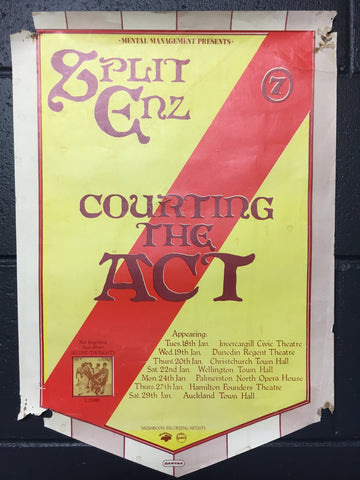 ·MENTAL MANAGEMENT PRESENTS·
SPLIT
ENZ
7
COURTING
THE
ACT
Appearing:
Tues.18th Jan. Invercargill Civic Theatre
Wed.19th Jan. Dunedin Regent Theatre
Thurs.20th Jan. Christchurch Town Hall
Sat.22nd Jan. Wellington Town Hall
Mon.24th Jan. Palmerston North Opera House
Thurs.27th Jan. Hamilton Founders Theatre
Sat.29th Jan. Auckland Town Hall
SECOND THOUGHTS
MUSHROOM RECORDING ARTISTS